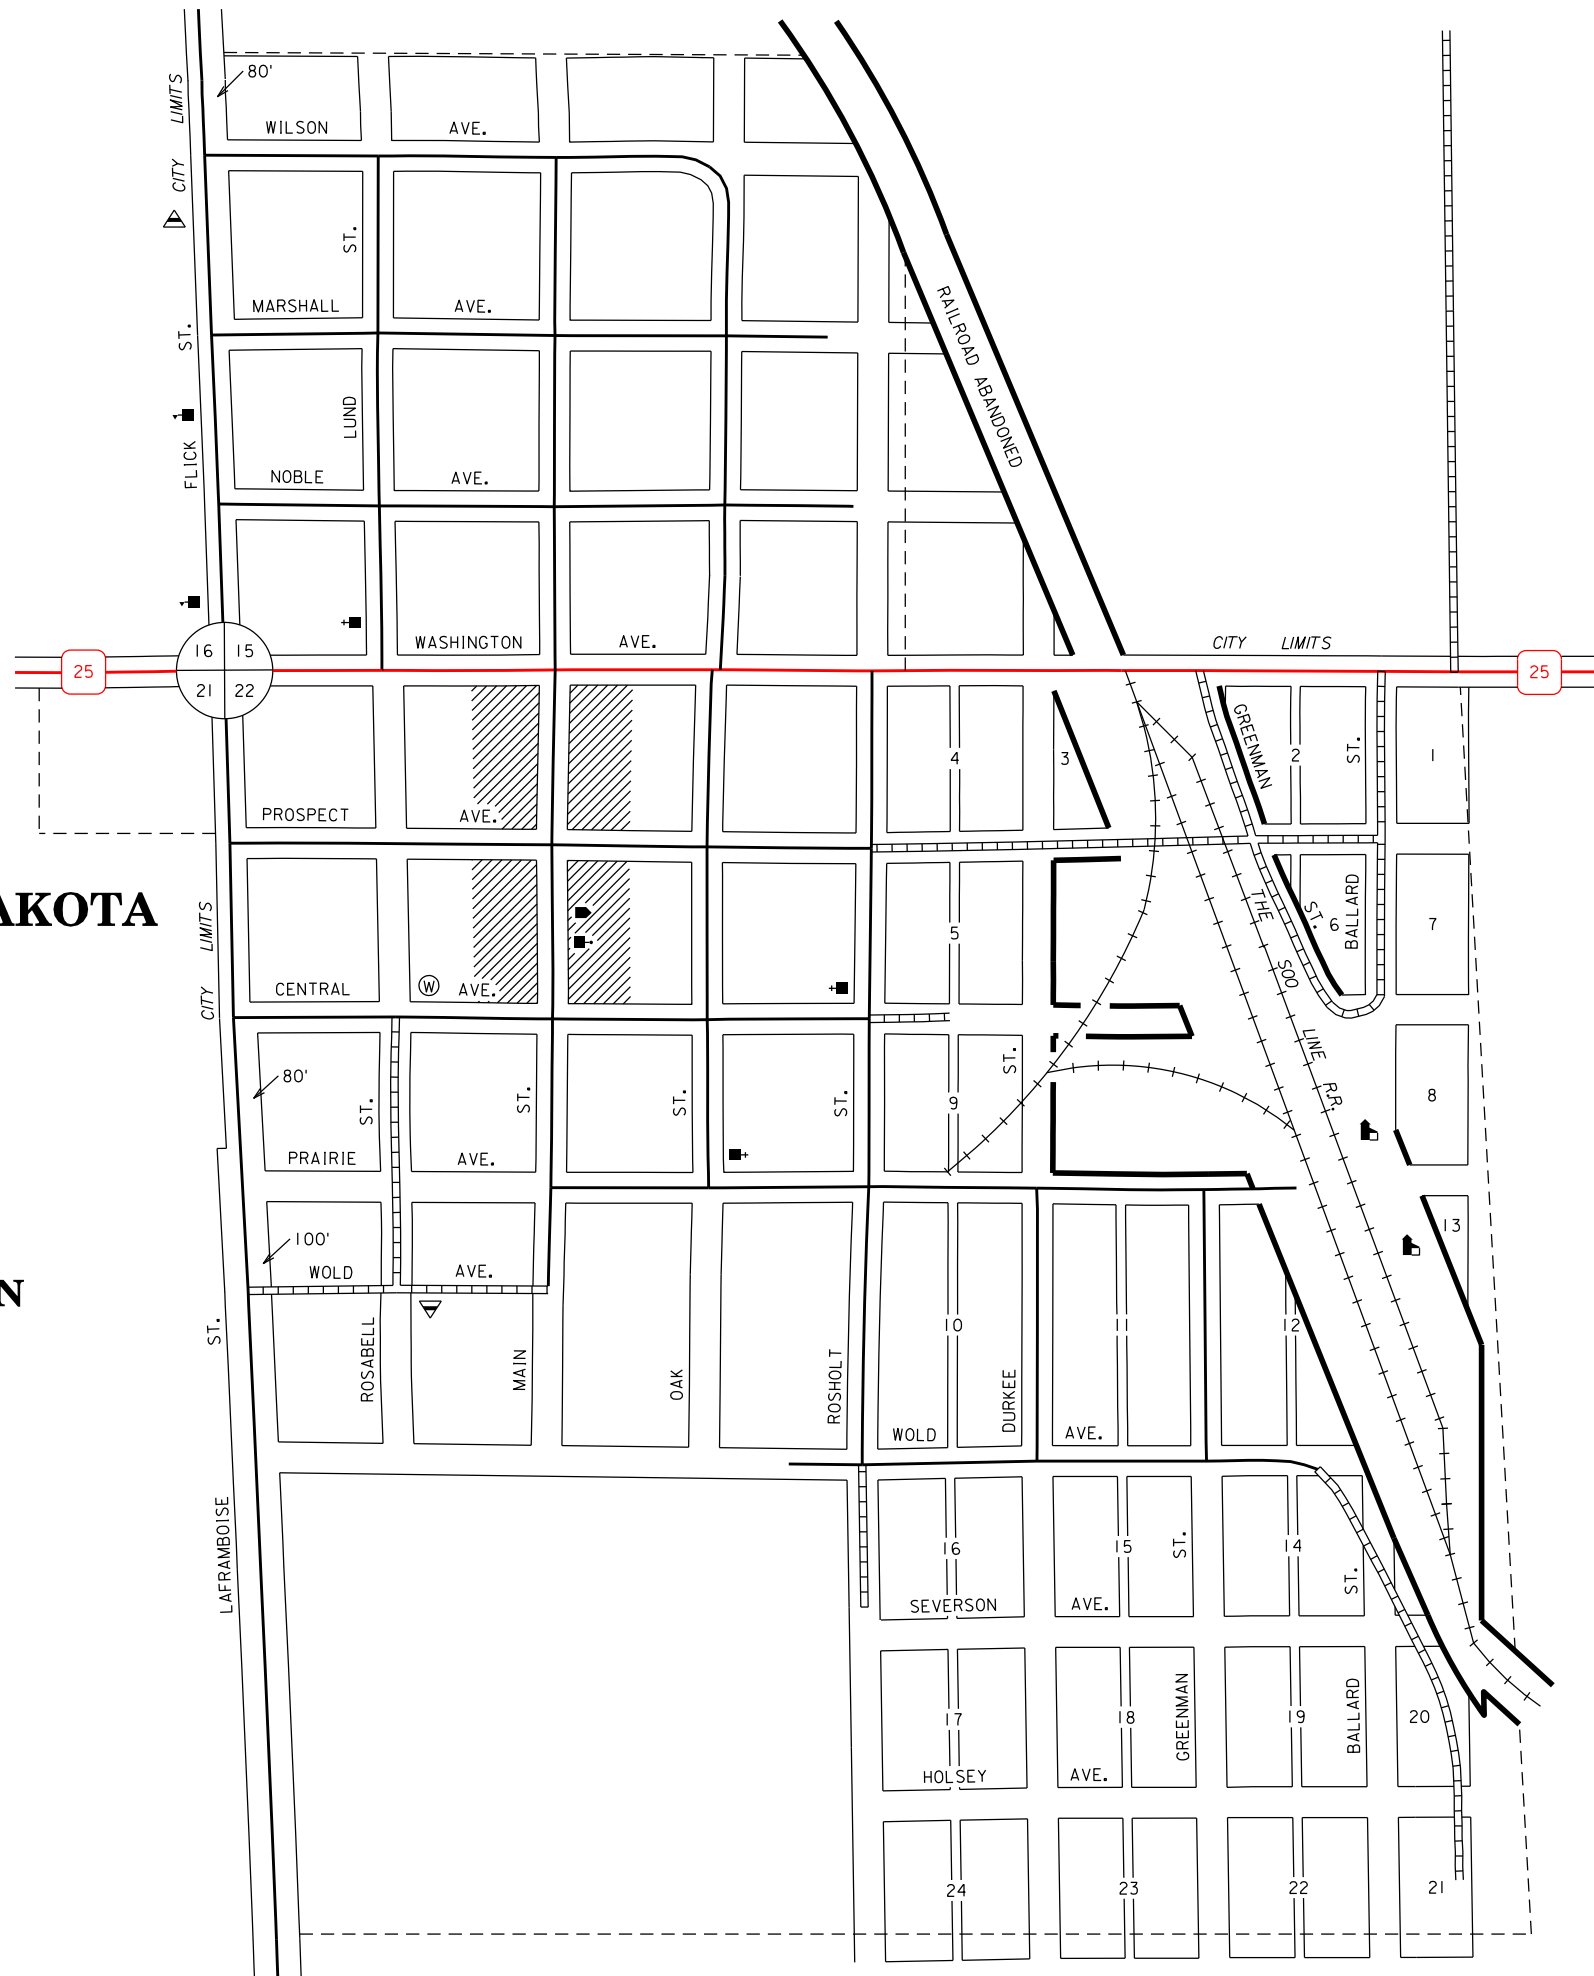 CITY LIMITS
80'
WILSON AVE.
ST.
MARSHALL AVE.
ST.
RAILROAD ABANDONED
LUND
FLICK
NOBLE AVE.
WASHINGTON AVE.
CITY LIMITS
16 15
21 22
25
25
GREENMAN
ST.
4
3
2
1
PROSPECT AVE.
AKOTA
CITY LIMITS
THE SOO LINE R.R.
ST.
6
BALLARD
5
7
W
CENTRAL AVE.
80'
ST.
ST.
ST.
ST.
ST.
9
8
PRAIRIE AVE.
100'
13
WOLD AVE.
N
ST.
ROSABELL
MAIN
OAK
ROSHOLT
10
11
12
DURKEE
WOLD AVE.
LAFRAMBOISE
16
15
ST.
14
ST.
SEVERSON AVE.
17
18
GREENMAN
19
BALLARD
20
HOLSEY AVE.
24
23
22
21